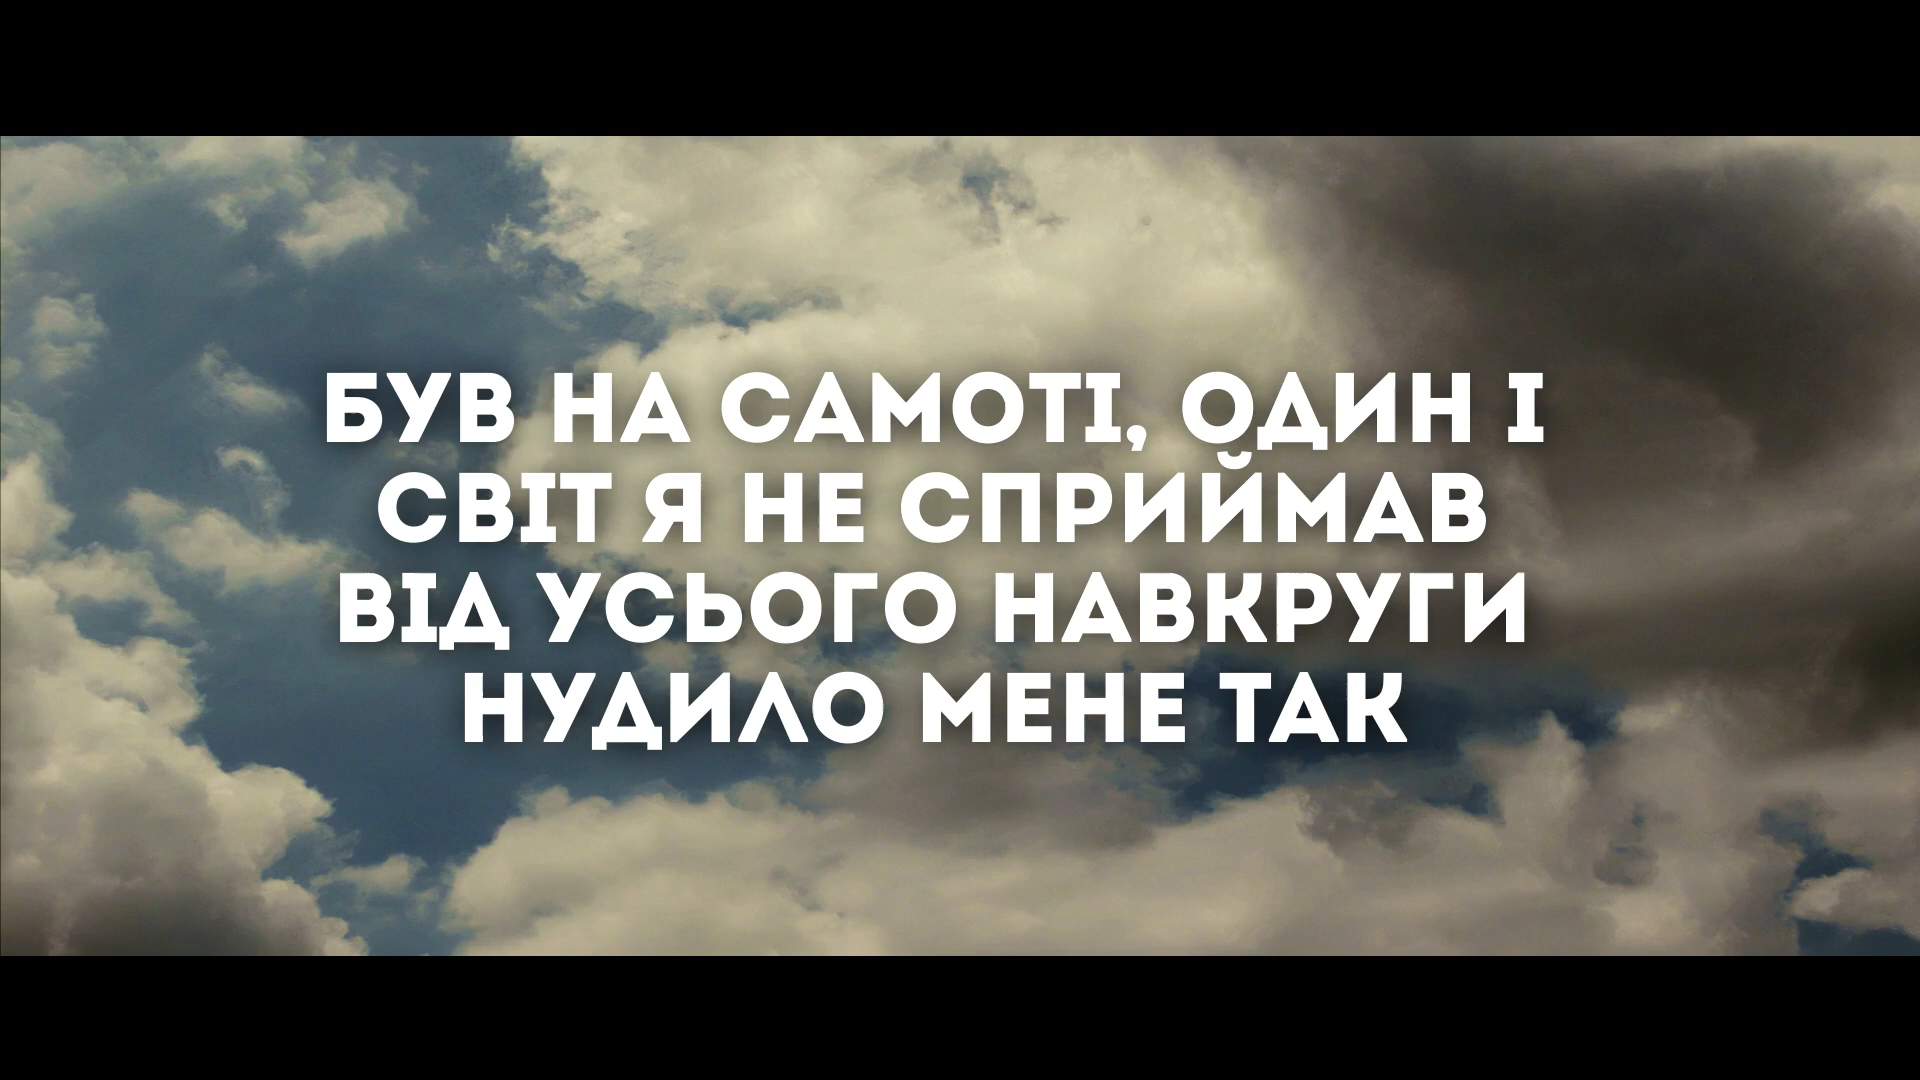 БУВ НА САМОТІ, ОДИН І
СВІТ Я НЕ СПРИЙМАВ
ВІД УСЬОГО НАВКРУГИ
НУДИЛО МЕНЕ ТАК